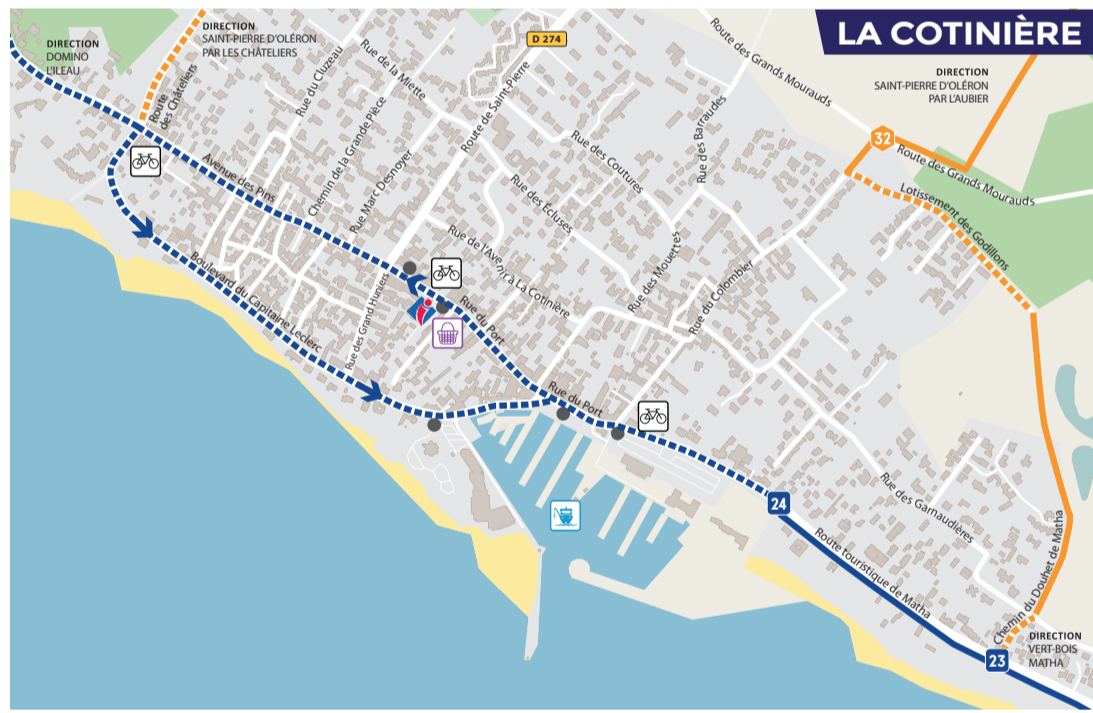 LA COTINIÈRE
DIRECTION
DOMINO
L'ILEAU
DIRECTION
SAINT-PIERRE D'OLÉRON
PAR LES CHÂTELIERS
D 274
DIRECTION
SAINT-PIERRE D'OLÉRON
PAR L'AUBIER
Route
des Châteliers
Rue du Cluzeau
Rue de la Miette
Route de Saint-Pierre
Route des Grands Mourauds
32
Route des Grands Mourauds
Lotissement des Godillons
Avenue des Pins
Chemin de la Grande Pièce
Rue Marc Desnoyer
Rue des Coutures
Rue des Barraudes
Rue des Écluses
Rue de l'Avenir à La Cotinière
Rue des Mouettes
Rue du Colombier
Boulevard du Capitaine Leclerc
Rue des Grand Huniers
Rue du Port
Rue du Port
24
Rue des Garnaudières
Route touristique de Matha
Chemin du Douhet de Matha
23
DIRECTION
VERT-BOIS
MATHA